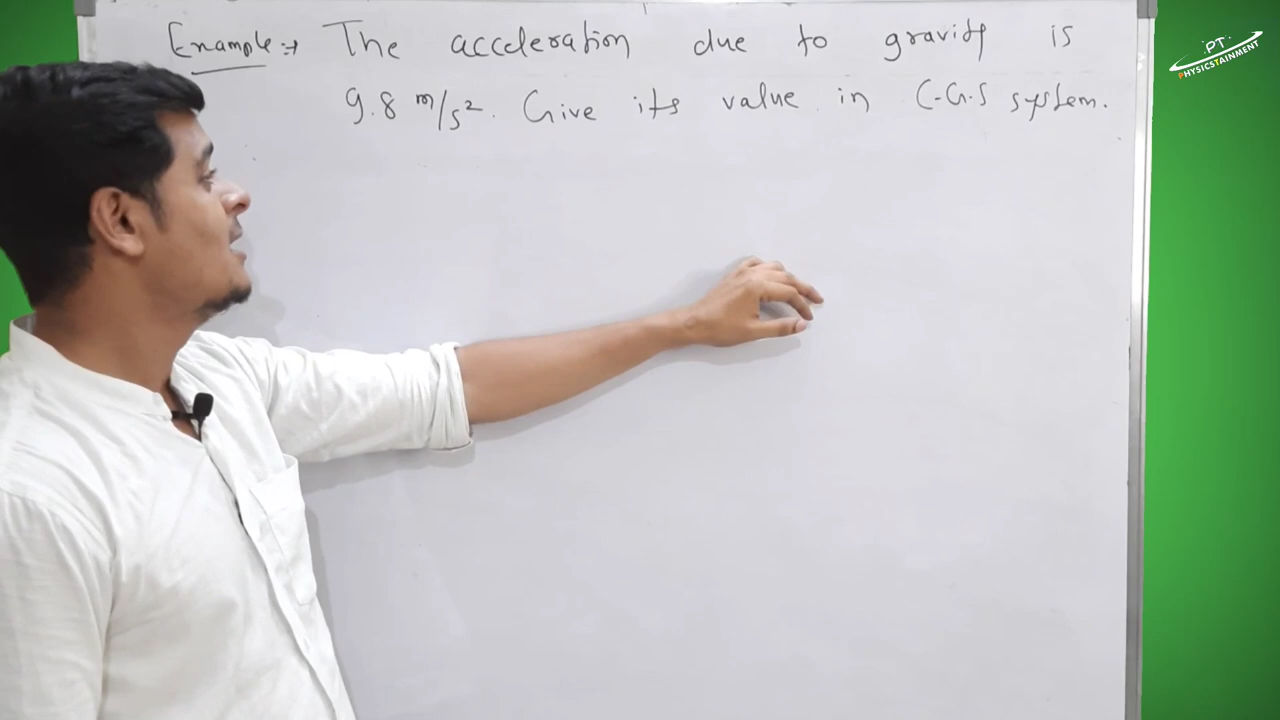 Example :→ The acceleration due to gravity is
9.8 m/s². Give its value in C.G.S system.
PT
PHYSICSTAINMENT